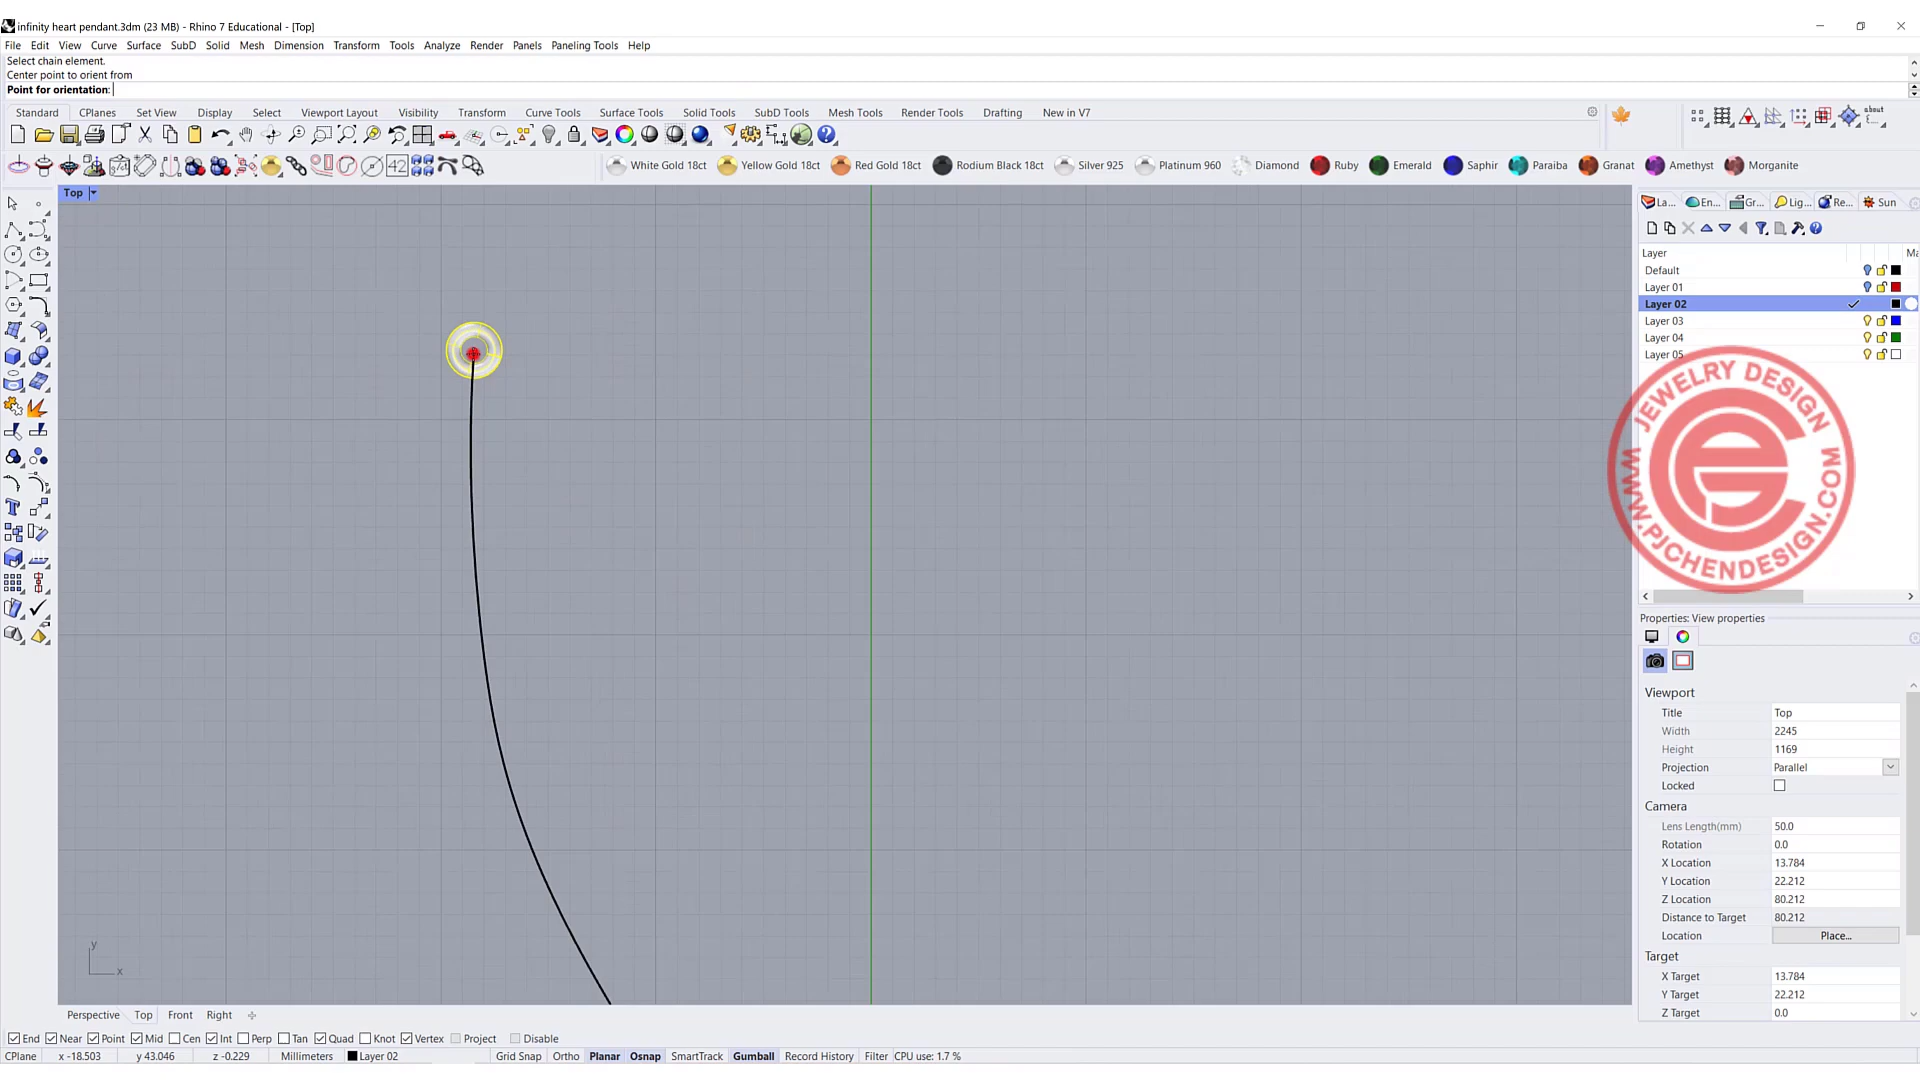 infinity heart pendant.3dm (23 MB) - Rhino 7 Educational - [Top]
File Edit View Curve Surface SubD Solid Mesh Dimension Transform Tools Analyze Render Panels Paneling Tools Help
Select chain element.
Center point to orient from
Point for orientation:
Standard CPlanes Set View Display Select Viewport Layout Visibility Transform Curve Tools Surface Tools Solid Tools SubD Tools Mesh Tools Render Tools Drafting New in V7
about
E...
42
White Gold 18ct Yellow Gold 18ct Red Gold 18ct Rodium Black 18ct Silver 925 Platinum 960 Diamond Ruby Emerald Saphir Paraiba Granat Amethyst Morganite
Top
La... En... Gr... Lig... Re... Sun
Layer Ma
Default
Layer 01
Layer 02
Layer 03
Layer 04
Layer 05
JEWELRY DESIGN
WWW.PJCHENDESIGN.COM
Properties: View properties
Viewport
Title Top
Width 2245
Height 1169
Projection Parallel
Locked
Camera
Lens Length(mm) 50.0
Rotation 0.0
X Location 13.784
Y Location 22.212
Z Location 80.212
Distance to Target 80.212
Location Place...
Target
X Target 13.784
Y Target 22.212
Z Target 0.0
y
x
Perspective Top Front Right
End Near Point Mid Cen Int Perp Tan Quad Knot Vertex Project Disable
CPlane x -18.503 y 43.046 z -0.229 Millimeters Layer 02 Grid Snap Ortho Planar Osnap SmartTrack Gumball Record History Filter CPU use: 1.7 %